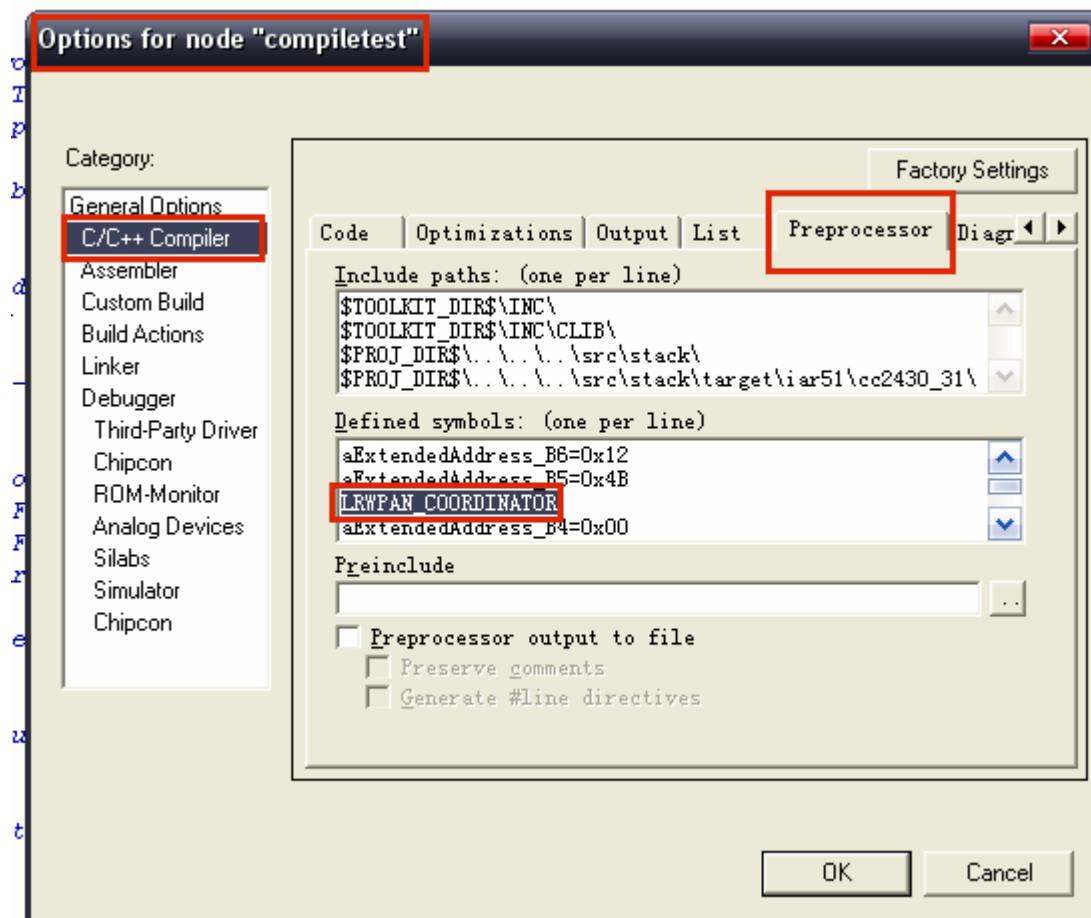 Options for node "compiletest"
Category:
General Options
C/C++ Compiler
Assembler
Custom Build
Build Actions
Linker
Debugger
Third-Party Driver
Chipcon
ROM-Monitor
Analog Devices
Silabs
Simulator
Chipcon
Factory Settings
Code Optimizations Output List Preprocessor Diagr
Include paths: (one per line)
$TOOLKIT_DIR$\INC\
$TOOLKIT_DIR$\INC\CLIB\
$PROJ_DIR$\..\..\..\src\stack\
$PROJ_DIR$\..\..\..\src\stack\target\iar51\cc2430_31\
Defined symbols: (one per line)
aExtendedAddress_B6=0x12
aExtendedAddress_B5=0x4B
LRWPAN_COORDINATOR
aExtendedAddress_B4=0x00
Preinclude
..
Preprocessor output to file
Preserve comments
Generate #line directives
OK Cancel